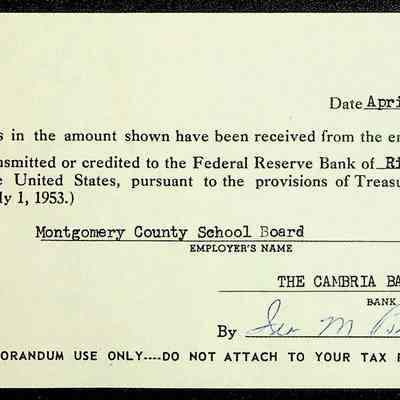 Date Apri
s in the amount shown have been received from the e
nsmitted or credited to the Federal Reserve Bank of Ri
e United States, pursuant to the provisions of Treasu
ly 1, 1953.)
Montgomery County School Board
EMPLOYER'S NAME
THE CAMBRIA BA
BANK
By
ORANDUM USE ONLY----DO NOT ATTACH TO YOUR TAX